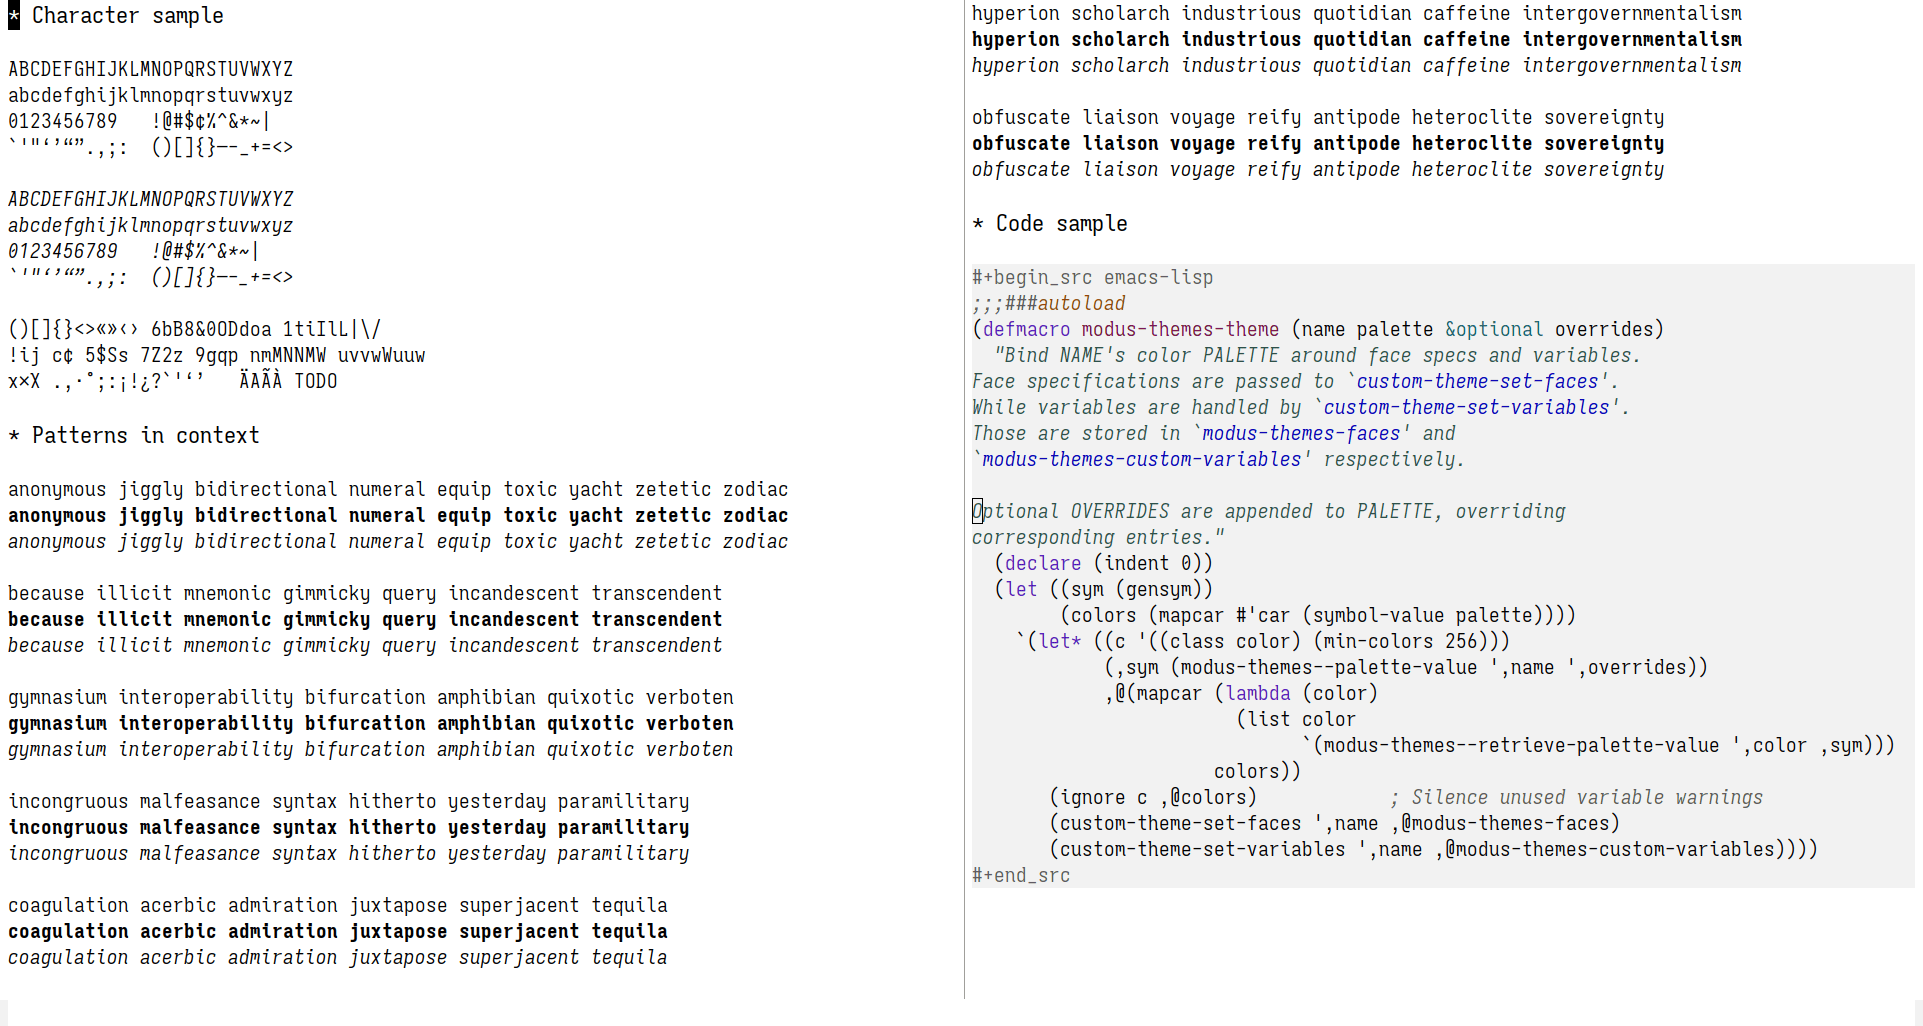 * Character sample
ABCDEFGHIJKLMNOPQRSTUVWXYZ
abcdefghijklmnopqrstuvwxyz
0123456789   !@#$¢%^&*~|
`'"‘’“”.,;:  ()[]{}—-_+=<>
ABCDEFGHIJKLMNOPQRSTUVWXYZ
abcdefghijklmnopqrstuvwxyz
0123456789   !@#$%^&*~|
`'"‘’“”.,;:  ()[]{}—-_+=<>
()[]{}<>«»‹› 6bB8&0ODdoa 1tiIlL|\/
!ij c¢ 5$Ss 7Z2z 9gqp nmMNNMW uvvwWuuw
x×X .,·°;:¡!¿?`'‘’   ÄAÃÀ TODO
* Patterns in context
anonymous jiggly bidirectional numeral equip toxic yacht zetetic zodiac
anonymous jiggly bidirectional numeral equip toxic yacht zetetic zodiac
anonymous jiggly bidirectional numeral equip toxic yacht zetetic zodiac
because illicit mnemonic gimmicky query incandescent transcendent
because illicit mnemonic gimmicky query incandescent transcendent
because illicit mnemonic gimmicky query incandescent transcendent
gymnasium interoperability bifurcation amphibian quixotic verboten
gymnasium interoperability bifurcation amphibian quixotic verboten
gymnasium interoperability bifurcation amphibian quixotic verboten
incongruous malfeasance syntax hitherto yesterday paramilitary
incongruous malfeasance syntax hitherto yesterday paramilitary
incongruous malfeasance syntax hitherto yesterday paramilitary
coagulation acerbic admiration juxtapose superjacent tequila
coagulation acerbic admiration juxtapose superjacent tequila
coagulation acerbic admiration juxtapose superjacent tequila
hyperion scholarch industrious quotidian caffeine intergovernmentalism
hyperion scholarch industrious quotidian caffeine intergovernmentalism
hyperion scholarch industrious quotidian caffeine intergovernmentalism
obfuscate liaison voyage reify antipode heteroclite sovereignty
obfuscate liaison voyage reify antipode heteroclite sovereignty
obfuscate liaison voyage reify antipode heteroclite sovereignty
* Code sample
#+begin_src emacs-lisp
;;;###autoload
(defmacro modus-themes-theme (name palette &optional overrides)
  "Bind NAME's color PALETTE around face specs and variables.
Face specifications are passed to `custom-theme-set-faces'.
While variables are handled by `custom-theme-set-variables'.
Those are stored in `modus-themes-faces' and
`modus-themes-custom-variables' respectively.
Optional OVERRIDES are appended to PALETTE, overriding
corresponding entries."
  (declare (indent 0))
  (let ((sym (gensym))
        (colors (mapcar #'car (symbol-value palette))))
    `(let* ((c '((class color) (min-colors 256)))
            (,sym (modus-themes--palette-value ',name ',overrides))
            ,@(mapcar (lambda (color)
                        (list color
                              `(modus-themes--retrieve-palette-value ',color ,sym)))
                      colors))
       (ignore c ,@colors)            ; Silence unused variable warnings
       (custom-theme-set-faces ',name ,@modus-themes-faces)
       (custom-theme-set-variables ',name ,@modus-themes-custom-variables))))
#+end_src